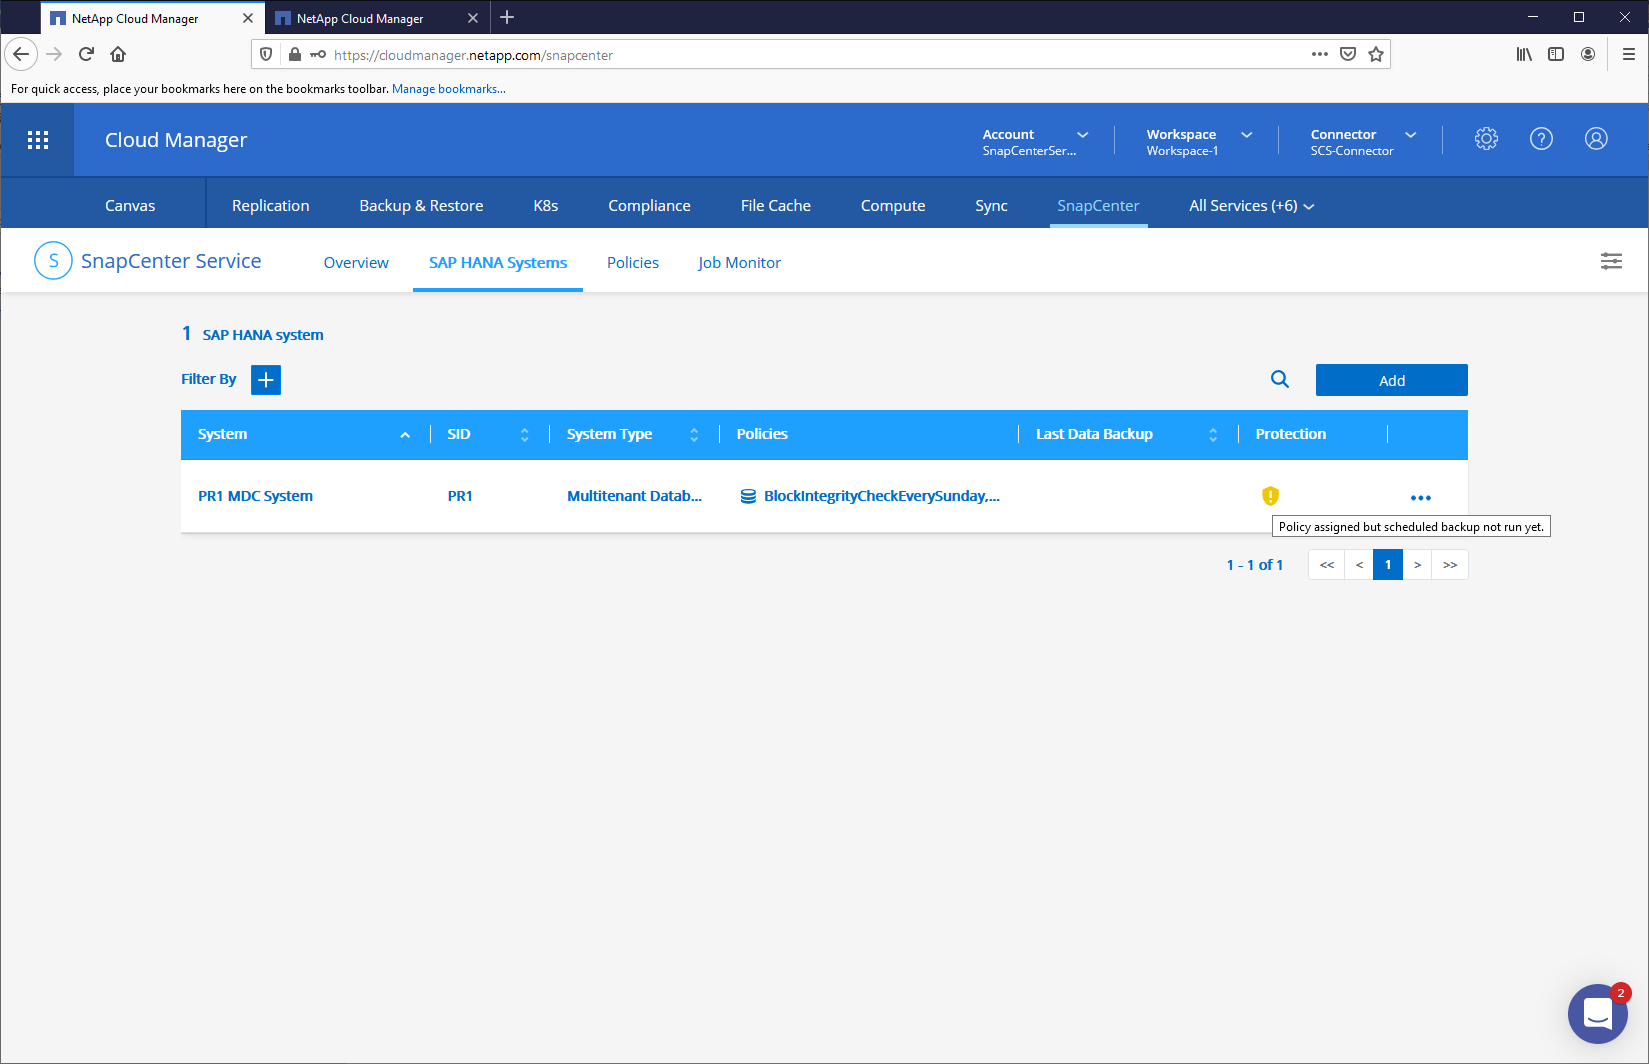 NetApp Cloud Manager
NetApp Cloud Manager
https://cloudmanager.netapp.com/snapcenter
For quick access, place your bookmarks here on the bookmarks toolbar. Manage bookmarks...
Cloud Manager
Account
SnapCenterSer...
Workspace
Workspace-1
Connector
SCS-Connector
?
Canvas Replication Backup & Restore K8s Compliance File Cache Compute Sync SnapCenter All Services (+6)
S SnapCenter Service Overview SAP HANA Systems Policies Job Monitor
1 SAP HANA system
Filter By + Add
System SID System Type Policies Last Data Backup Protection
PR1 MDC System PR1 Multitenant Datab... BlockIntegrityCheckEverySunday,...
Policy assigned but scheduled backup not run yet.
1 - 1 of 1 << < 1 > >>
2